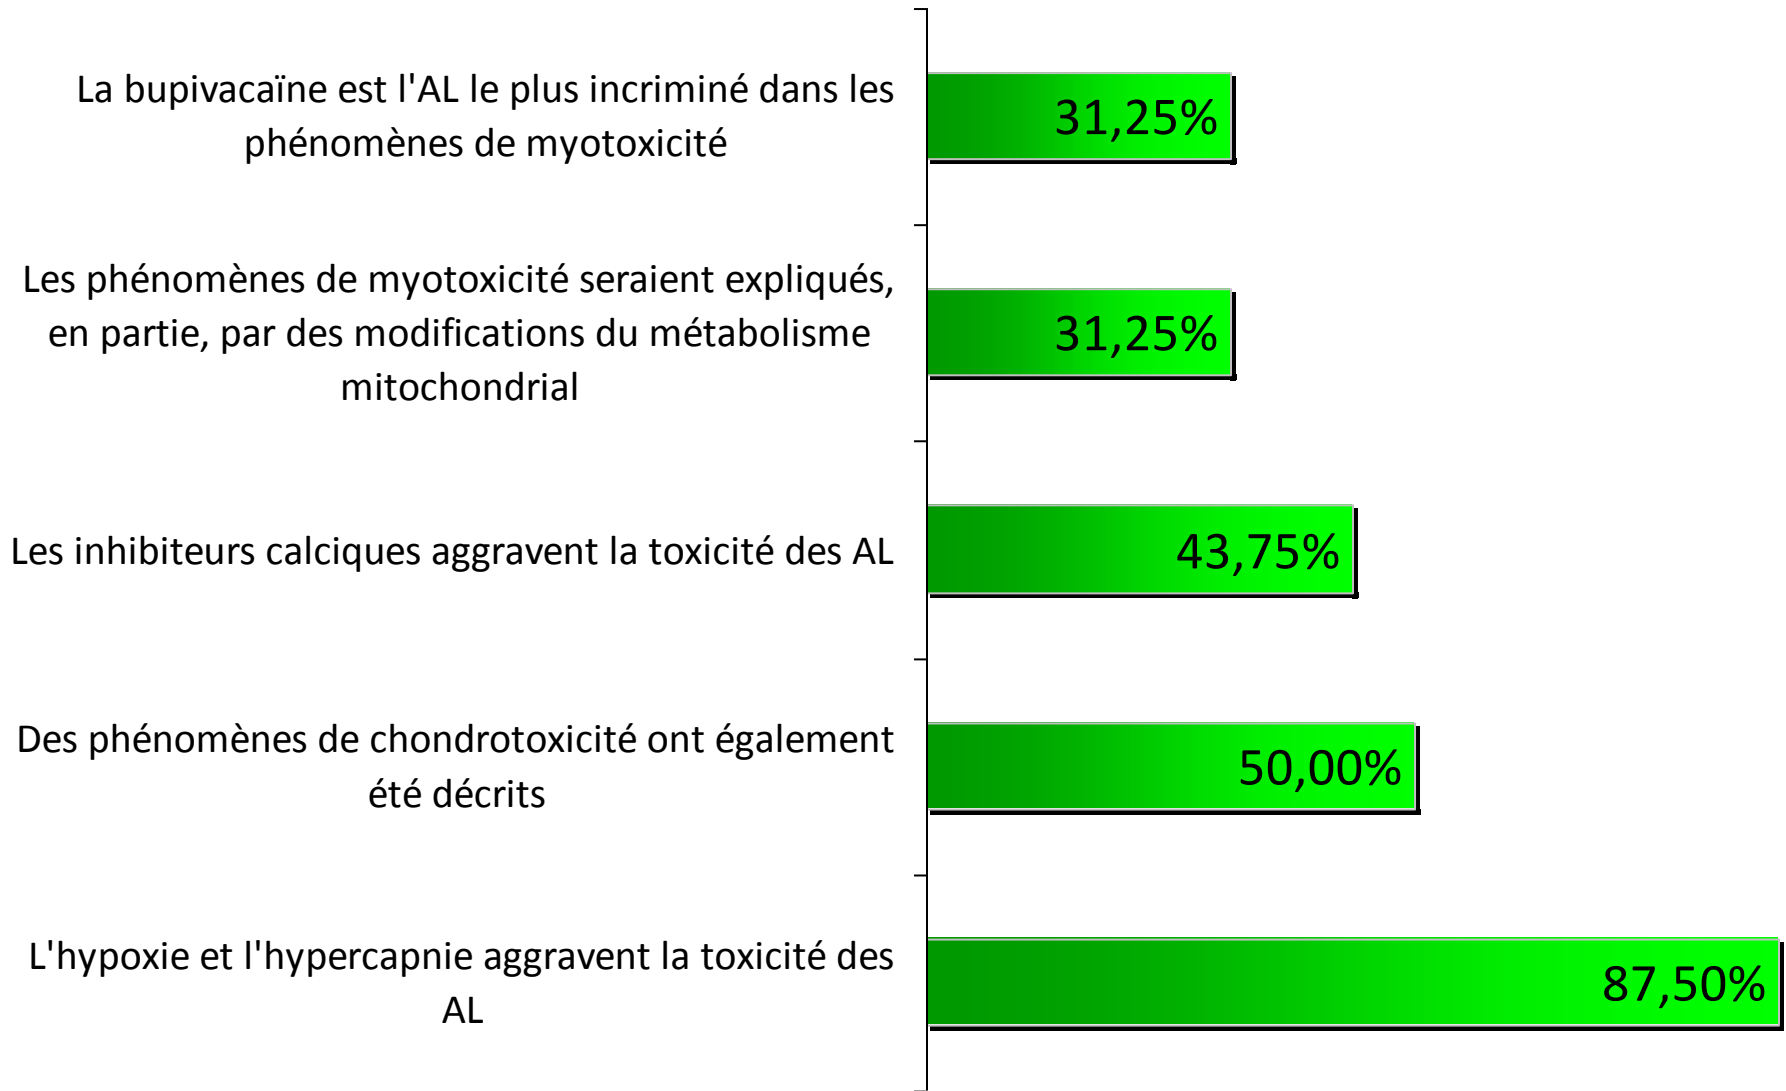 La bupivacaïne est l'AL le plus incriminé dans les
phénomènes de myotoxicité
31,25%
Les phénomènes de myotoxicité seraient expliqués,
en partie, par des modifications du métabolisme
mitochondrial
31,25%
Les inhibiteurs calciques aggravent la toxicité des AL
43,75%
Des phénomènes de chondrotoxicité ont également
été décrits
50,00%
L'hypoxie et l'hypercapnie aggravent la toxicité des
AL
87,50%